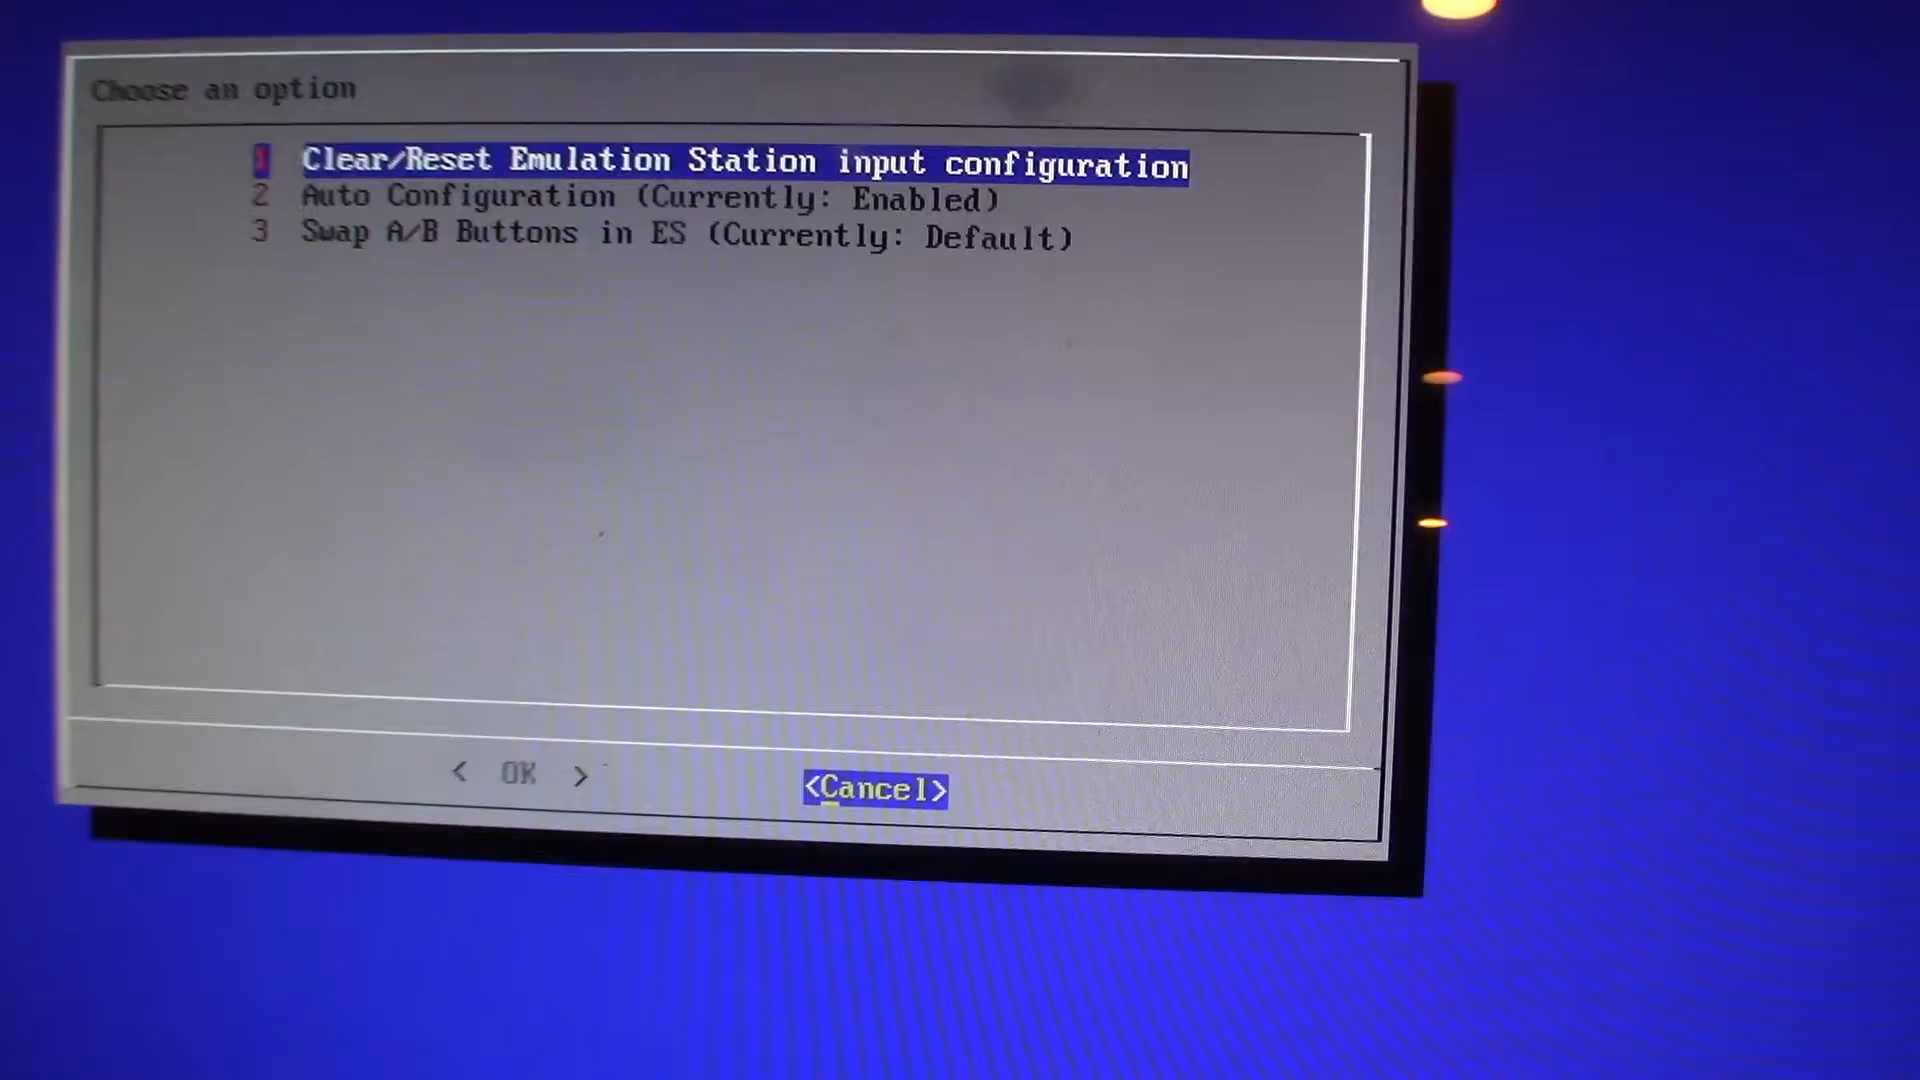 Choose an option
1 Clear/Reset Emulation Station input configuration
2 Auto Configuration (Currently: Enabled)
3 Swap A/B Buttons in ES (Currently: Default)
< OK > <Cancel>